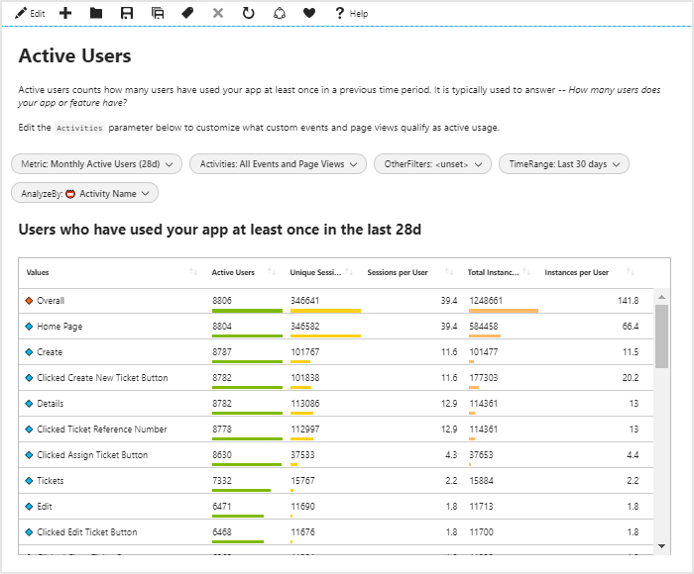 Edit Help
Active Users
Active users counts how many users have used your app at least once in a previous time period. It is typically used to answer -- How many users does
your app or feature have?
Edit the Activities parameter below to customize what custom events and page views qualify as active usage.
Metric: Monthly Active Users (28d) Activities: All Events and Page Views OtherFilters: <unset> TimeRange: Last 30 days
AnalyzeBy: Activity Name
Users who have used your app at least once in the last 28d
Values Active Users Unique Sessi... Sessions per User Total Instanc... Instances per User
Overall 8806 346641 39.4 1248661 141.8
Home Page 8804 346582 39.4 584458 66.4
Create 8787 101767 11.6 101477 11.5
Clicked Create New Ticket Button 8782 101838 11.6 177303 20.2
Details 8782 113086 12.9 114361 13
Clicked Ticket Reference Number 8778 112997 12.9 114361 13
Clicked Assign Ticket Button 8630 37533 4.3 37653 4.4
Tickets 7332 15767 2.2 15884 2.2
Edit 6471 11690 1.8 11713 1.8
Clicked Edit Ticket Button 6468 11676 1.8 11700 1.8